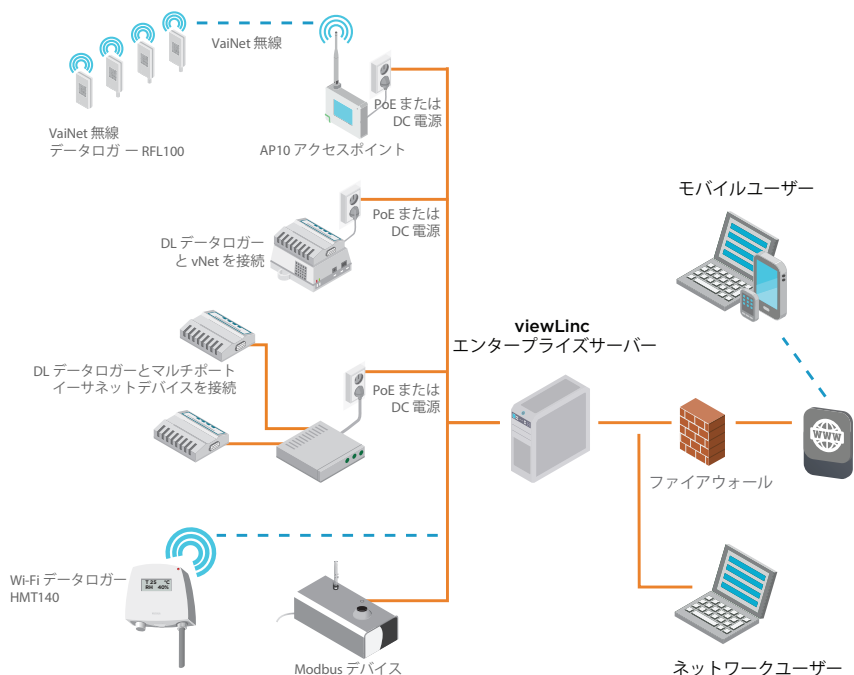 VaiNet 無線
VaiNet 無線
データロガー RFL100
AP10 アクセスポイント
PoE または
DC 電源
DL データロガー
と vNet を接続
PoE または
DC 電源
DL データロガーとマルチポート
イーサネットデバイスを接続
PoE または
DC 電源
Wi-Fi データロガー
HMT140
T 25 °C
RH 40%
Modbus デバイス
viewLinc
エンタープライズサーバー
モバイルユーザー
ファイアウォール
WWW
ネットワークユーザー